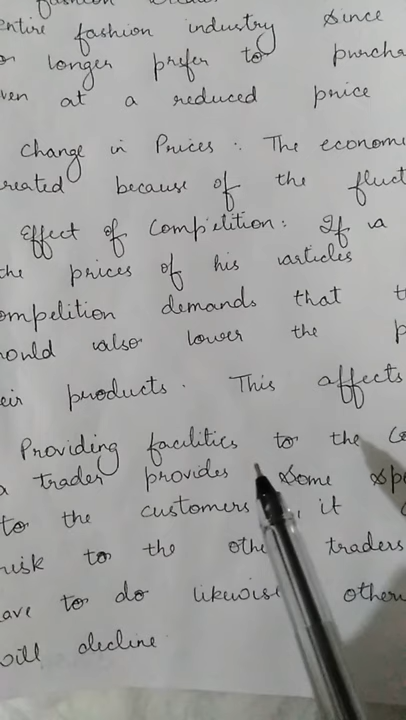 entire fashion industry since
longer prefer to purcha
ven at a reduced price
Change in Prices : The econom
reated because of the fluct
Effect of Competition : If a
the prices of his articles
ompetition demands that t
ould also lower the p
eir products. This affects
Providing facilities to the C
a trader provides some spe
to the customers, it
risk to the othe traders
ave to do likewise other
will decline